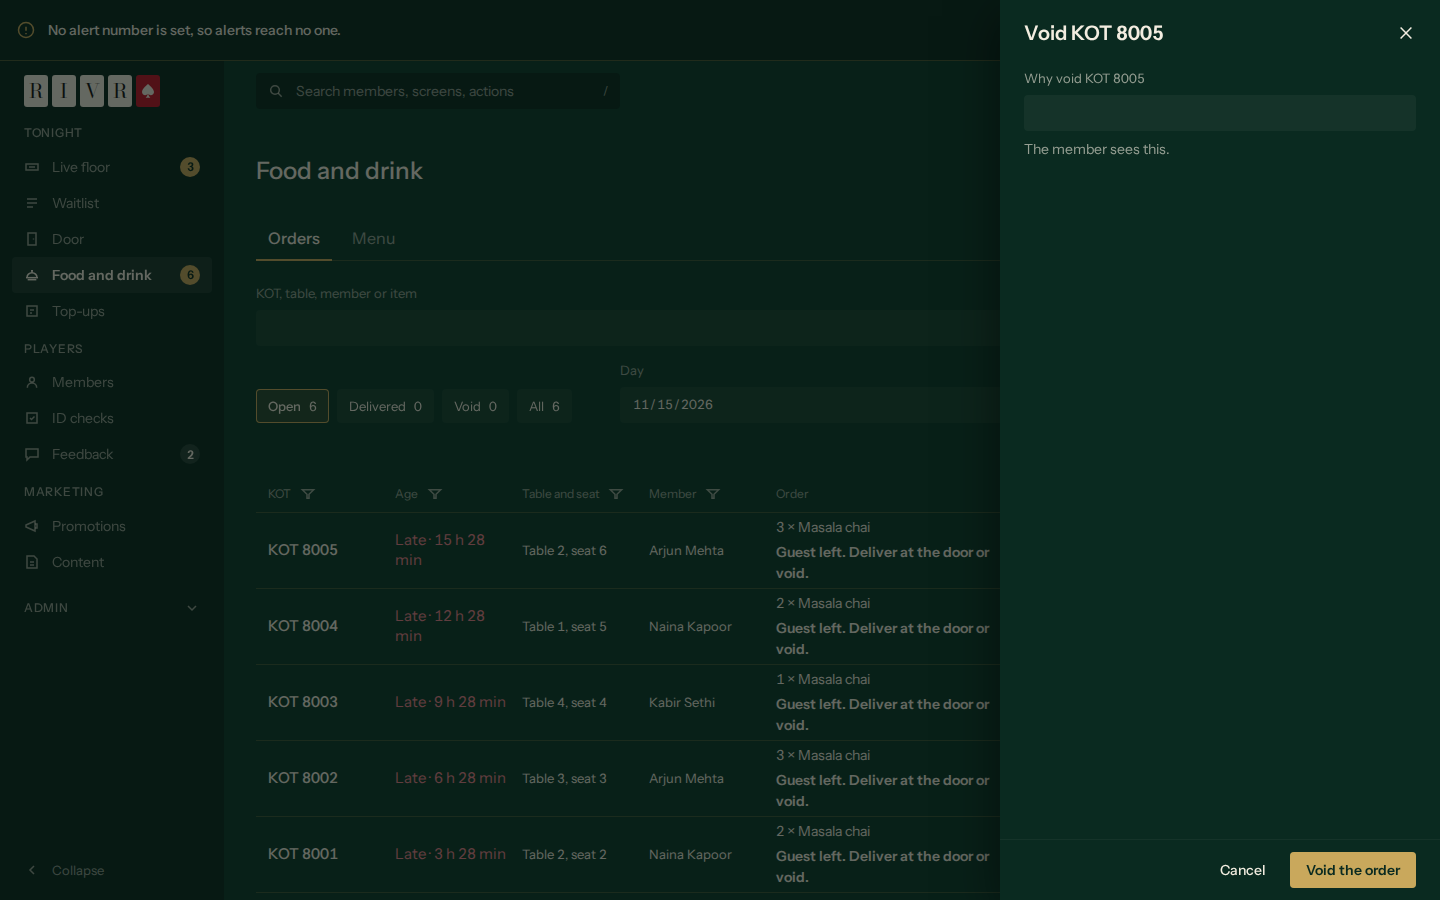 No alert number is set, so alerts reach no one.
RIVR
Search members, screens, actions /
TONIGHT
Live floor 3
Waitlist
Door
Food and drink 6
Top-ups
PLAYERS
Members
ID checks
Feedback 2
MARKETING
Promotions
Content
ADMIN
Collapse
Food and drink
Orders Menu
KOT, table, member or item
Day
Open 6 Delivered 0 Void 0 All 6 11/15/2026
KOT Age Table and seat Member Order
KOT 8005 Late · 15 h 28 min Table 2, seat 6 Arjun Mehta 3 × Masala chai
Guest left. Deliver at the door or void.
KOT 8004 Late · 12 h 28 min Table 1, seat 5 Naina Kapoor 2 × Masala chai
Guest left. Deliver at the door or void.
KOT 8003 Late · 9 h 28 min Table 4, seat 4 Kabir Sethi 1 × Masala chai
Guest left. Deliver at the door or void.
KOT 8002 Late · 6 h 28 min Table 3, seat 3 Arjun Mehta 3 × Masala chai
Guest left. Deliver at the door or void.
KOT 8001 Late · 3 h 28 min Table 2, seat 2 Naina Kapoor 2 × Masala chai
Guest left. Deliver at the door or void.
Void KOT 8005
Why void KOT 8005
The member sees this.
Cancel Void the order